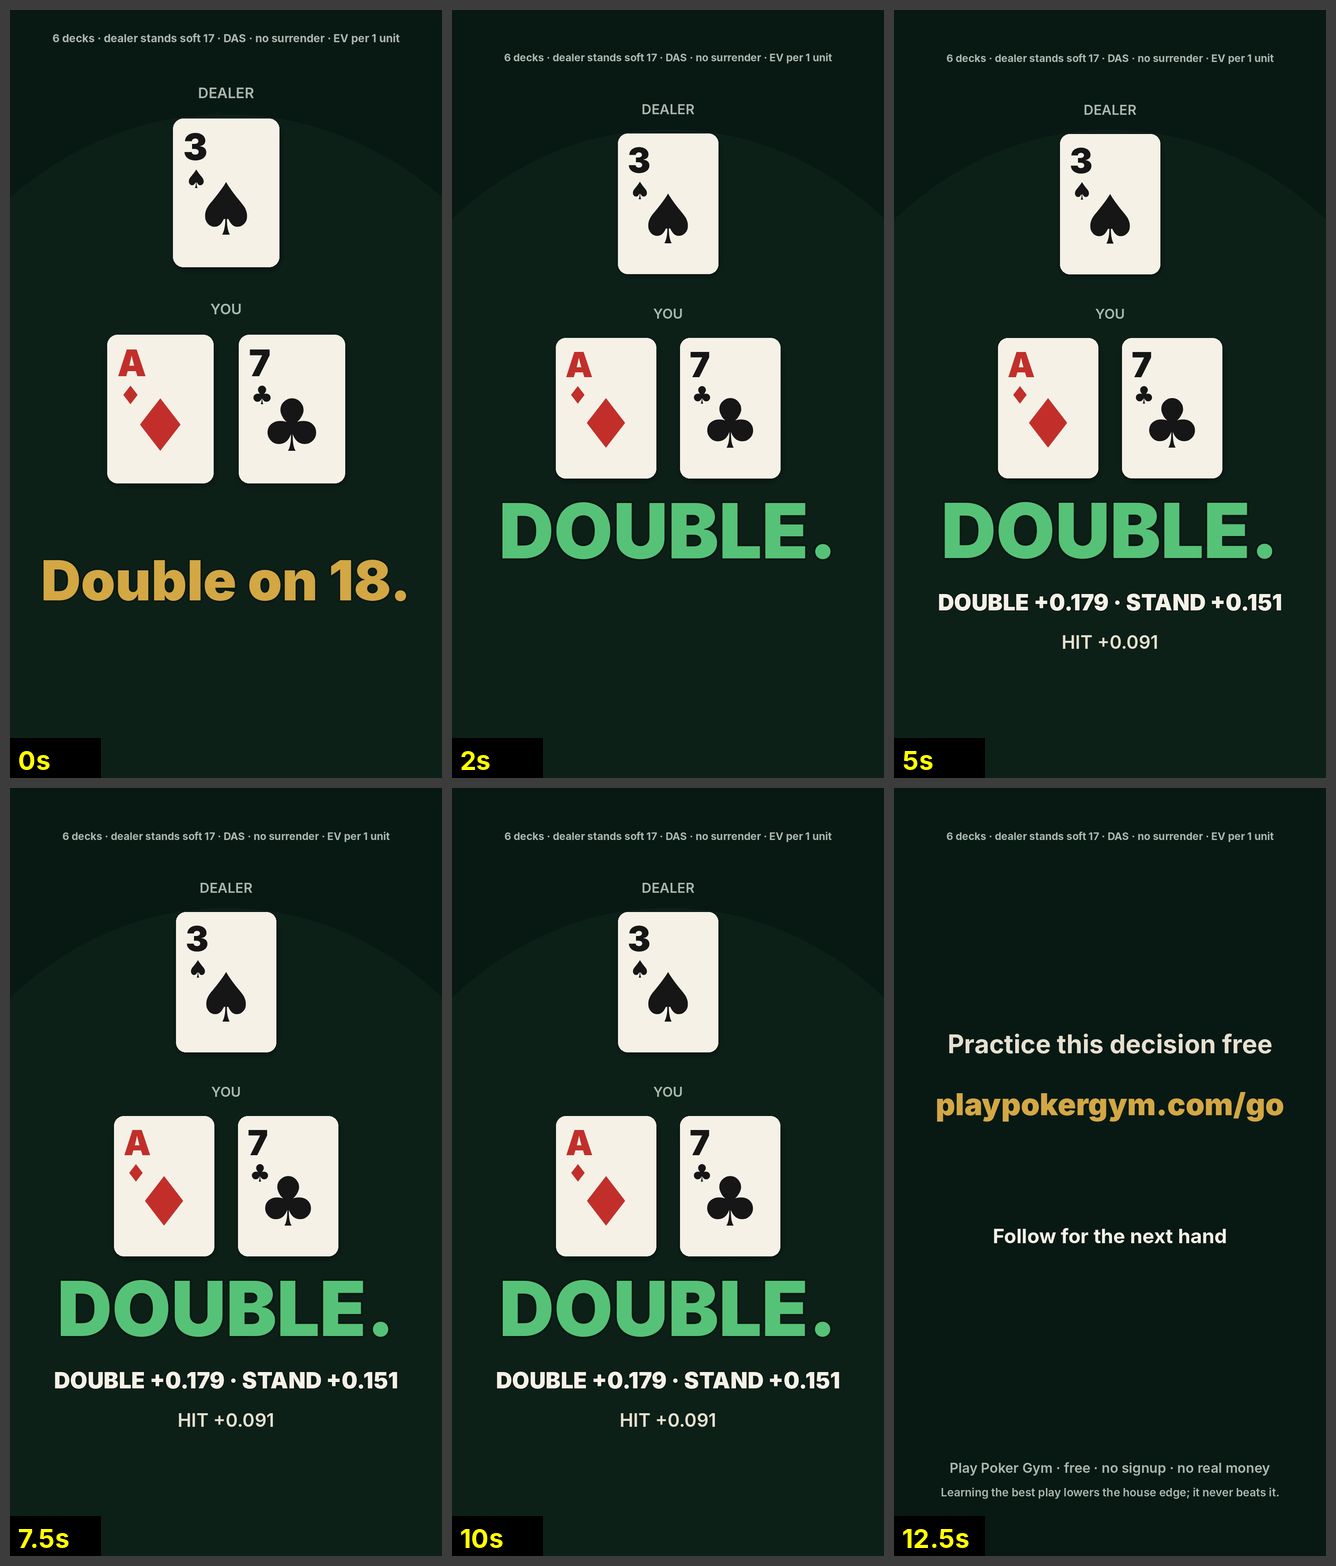 6 decks · dealer stands soft 17 · DAS · no surrender · EV per 1 unit
DEALER
3
YOU
A
7
Double on 18.
0s
6 decks · dealer stands soft 17 · DAS · no surrender · EV per 1 unit
DEALER
3
YOU
A
7
DOUBLE.
2s
6 decks · dealer stands soft 17 · DAS · no surrender · EV per 1 unit
DEALER
3
YOU
A
7
DOUBLE.
DOUBLE +0.179 · STAND +0.151
HIT +0.091
5s
6 decks · dealer stands soft 17 · DAS · no surrender · EV per 1 unit
DEALER
3
YOU
A
7
DOUBLE.
DOUBLE +0.179 · STAND +0.151
HIT +0.091
7.5s
6 decks · dealer stands soft 17 · DAS · no surrender · EV per 1 unit
DEALER
3
YOU
A
7
DOUBLE.
DOUBLE +0.179 · STAND +0.151
HIT +0.091
10s
6 decks · dealer stands soft 17 · DAS · no surrender · EV per 1 unit
Practice this decision free
playpokergym.com/go
Follow for the next hand
Play Poker Gym · free · no signup · no real money
Learning the best play lowers the house edge; it never beats it.
12.5s